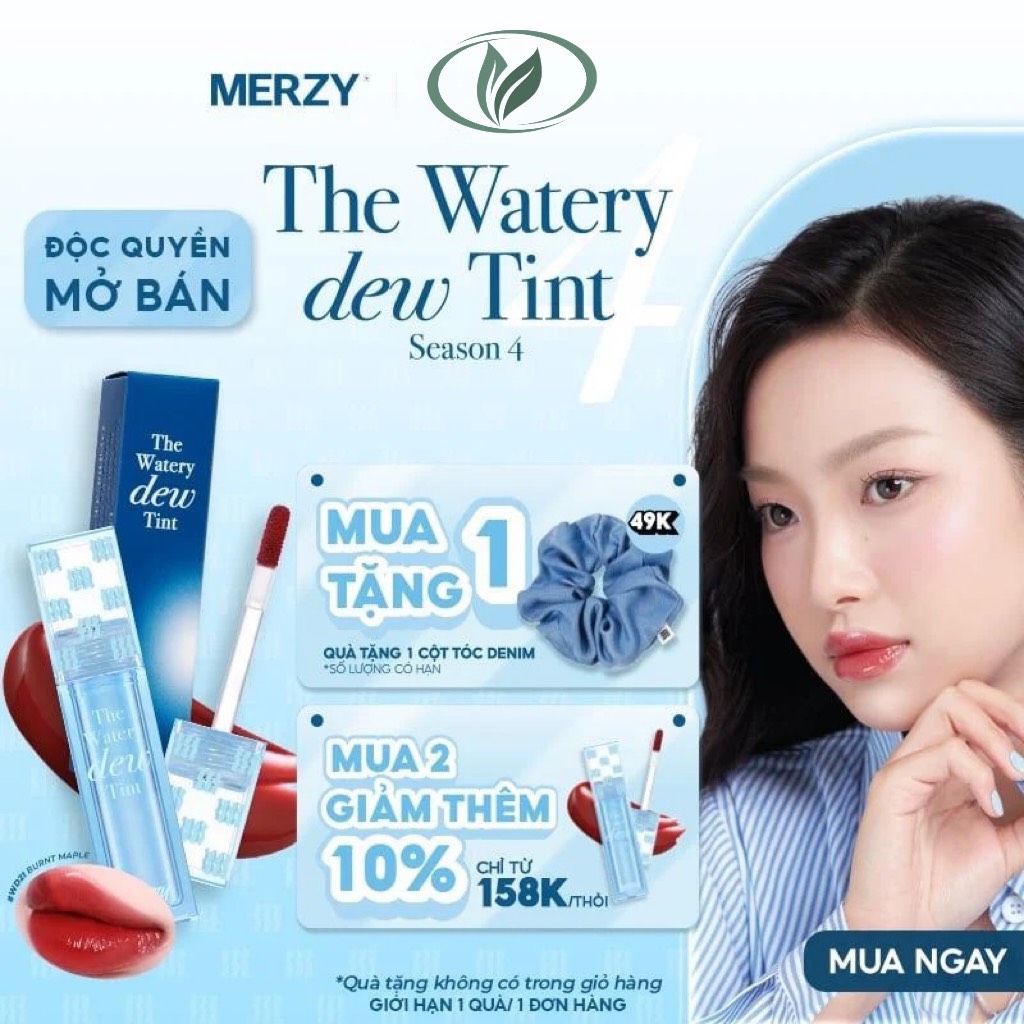 MERZY
The Watery
dew Tint
Season 4
4
ĐỘC QUYỀN
MỞ BÁN
The
Watery
dew
Tint
The
Watery
dew
Tint
#WD21 BURNT MAPLE
MUA 1
TẶNG
49K
QUÀ TẶNG 1 CỘT TÓC DENIM
*SỐ LƯỢNG CÓ HẠN
MUA 2
GIẢM THÊM
10%
CHỈ TỪ
158K/THỎI
*Quà tặng không có trong giỏ hàng
GIỚI HẠN 1 QUÀ/ 1 ĐƠN HÀNG
MUA NGAY